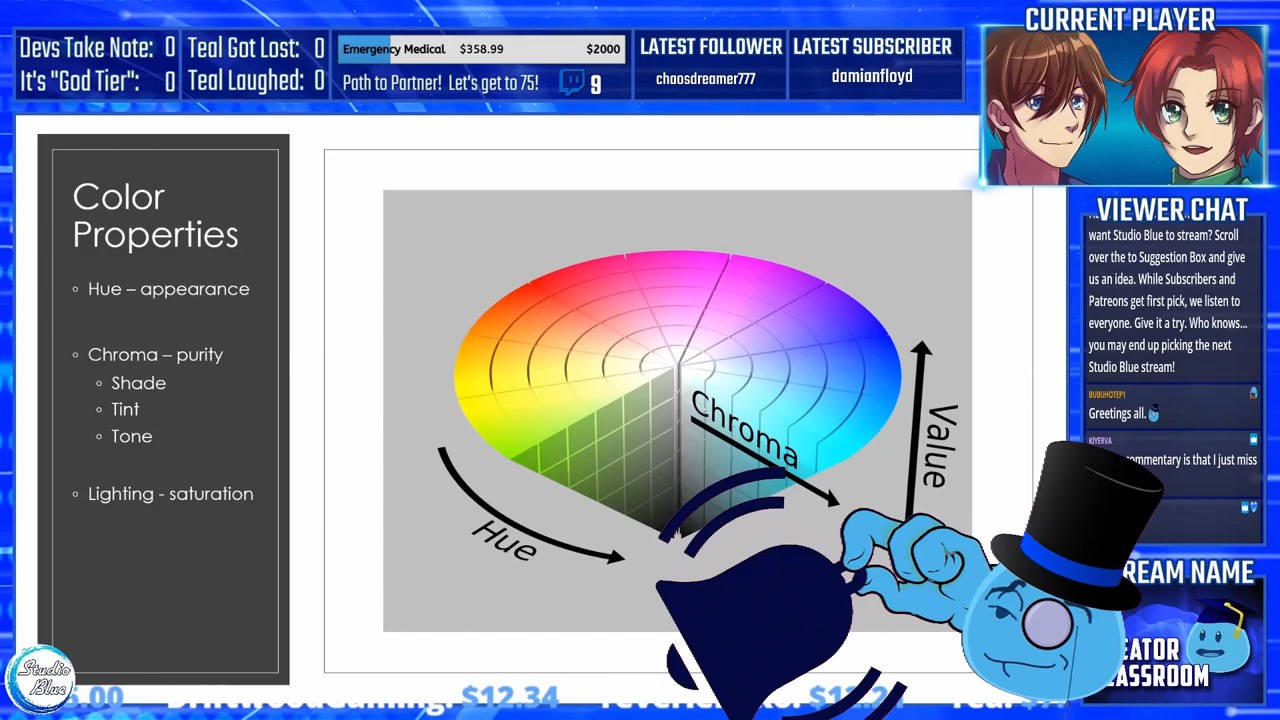 CURRENT PLAYER
Devs Take Note: 0
It's "God Tier": 0
Teal Got Lost: 0
Teal Laughed: 0
Emergency Medical $358.99 $2000
Path to Partner! Let's get to 75! 9
LATEST FOLLOWER
chaosdreamer777
LATEST SUBSCRIBER
damianfloyd
Color
Properties
Hue – appearance
Chroma – purity
Shade
Tint
Tone
Lighting - saturation
Chroma
Value
Hue
VIEWER CHAT
want Studio Blue to stream? Scroll
over the to Suggestion Box and give
us an idea. While Subscribers and
Patreons get first pick, we listen to
everyone. Give it a try. Who knows...
you may end up picking the next
Studio Blue stream!
BUBUHOTEP1
Greetings all.
KIYERVA
commentary is that I just miss
NAME
Studio
Blue
$12.34